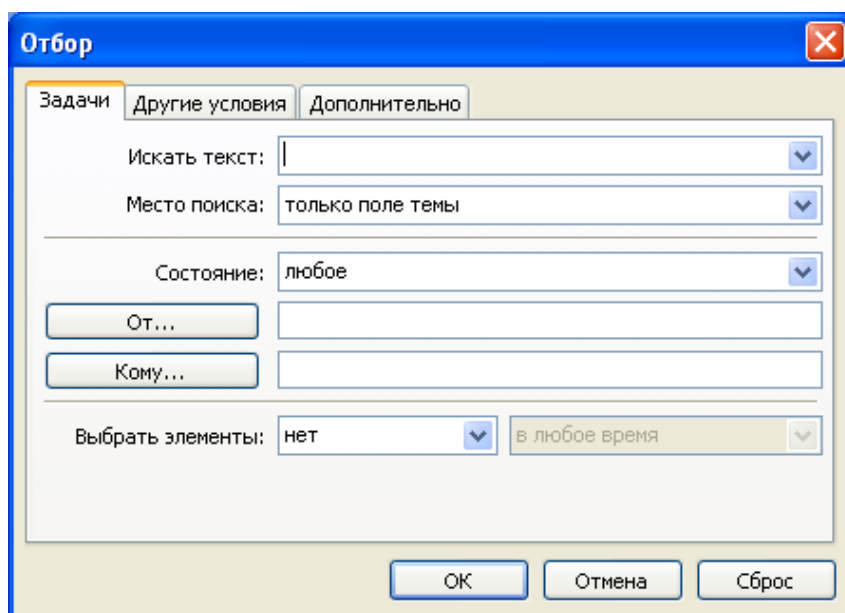 Отбор
Задачи Другие условия Дополнительно
Искать текст:
Место поиска: только поле темы
Состояние: любое
От...
Кому...
Выбрать элементы: нет в любое время
ОК Отмена Сброс